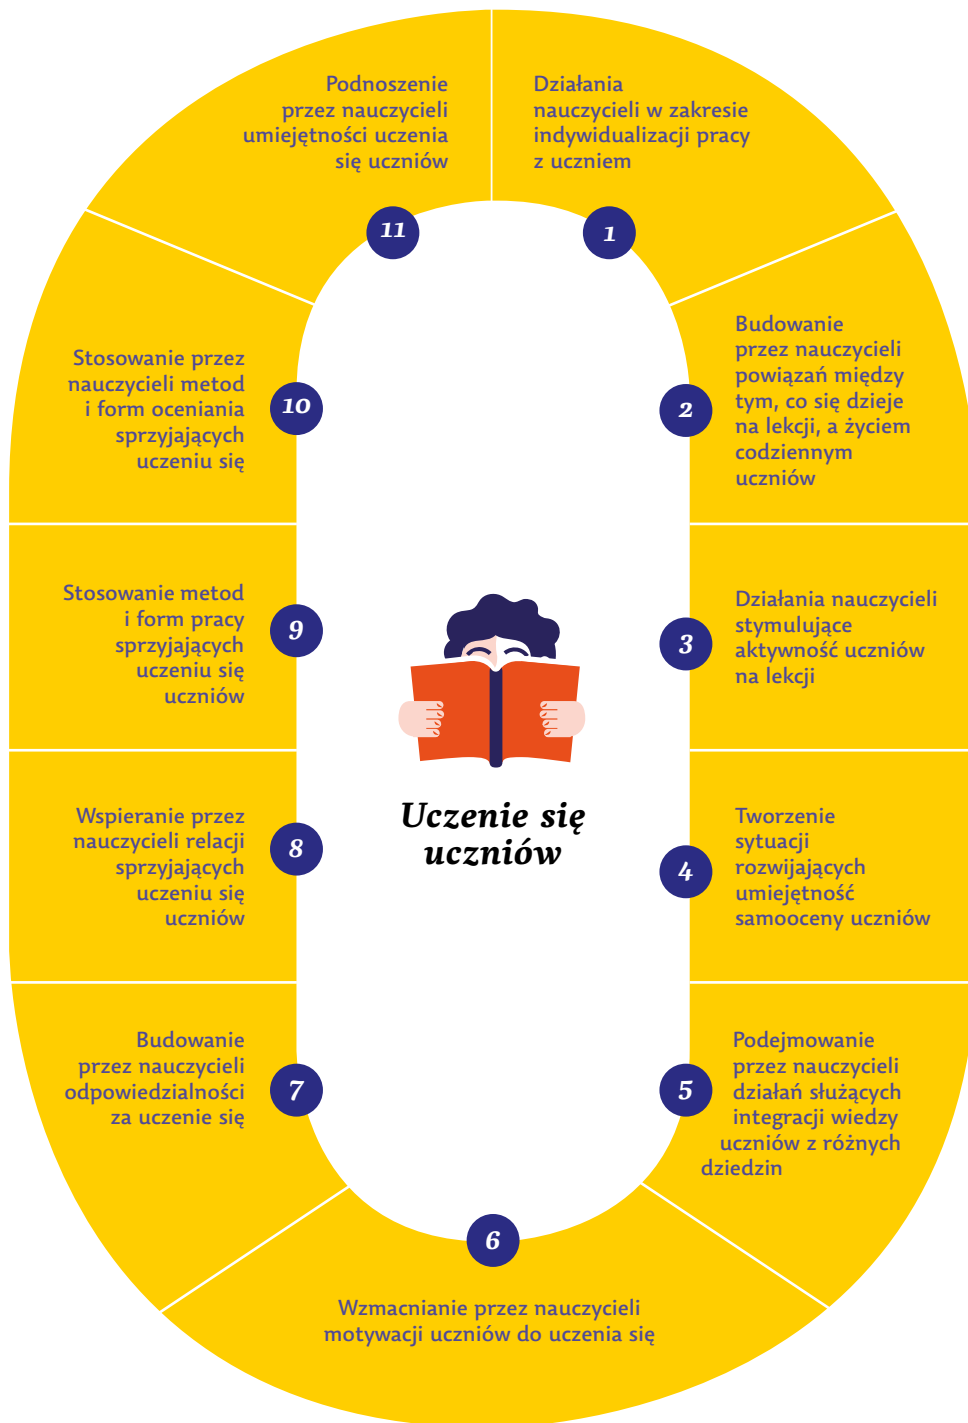 Działania
nauczycieli w zakresie
indywidualizacji pracy
z uczniem
1
Budowanie
przez nauczycieli
powiązań między
tym, co się dzieje
na lekcji, a życiem
codziennym
uczniów
2
Działania nauczycieli
stymulujące
aktywność uczniów
na lekcji
3
Tworzenie
sytuacji
rozwijających
umiejętność
samooceny uczniów
4
Podejmowanie
przez nauczycieli
działań służących
integracji wiedzy
uczniów z różnych
dziedzin
5
6
Wzmacnianie przez nauczycieli
motywacji uczniów do uczenia się
Budowanie
przez nauczycieli
odpowiedzialności
za uczenie się
7
Wspieranie przez
nauczycieli relacji
sprzyjających
uczeniu się
uczniów
8
Stosowanie metod
i form pracy
sprzyjających
uczeniu się
uczniów
9
Stosowanie przez
nauczycieli metod
i form oceniania
sprzyjających
uczeniu się
10
Podnoszenie
przez nauczycieli
umiejętności uczenia
się uczniów
11
Uczenie się
uczniów